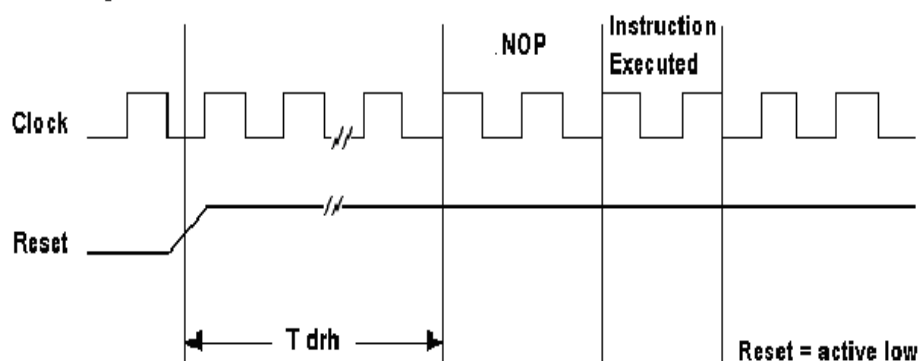 .NOP
Instruction
Executed
Clock
Reset
T drh
Reset = active low